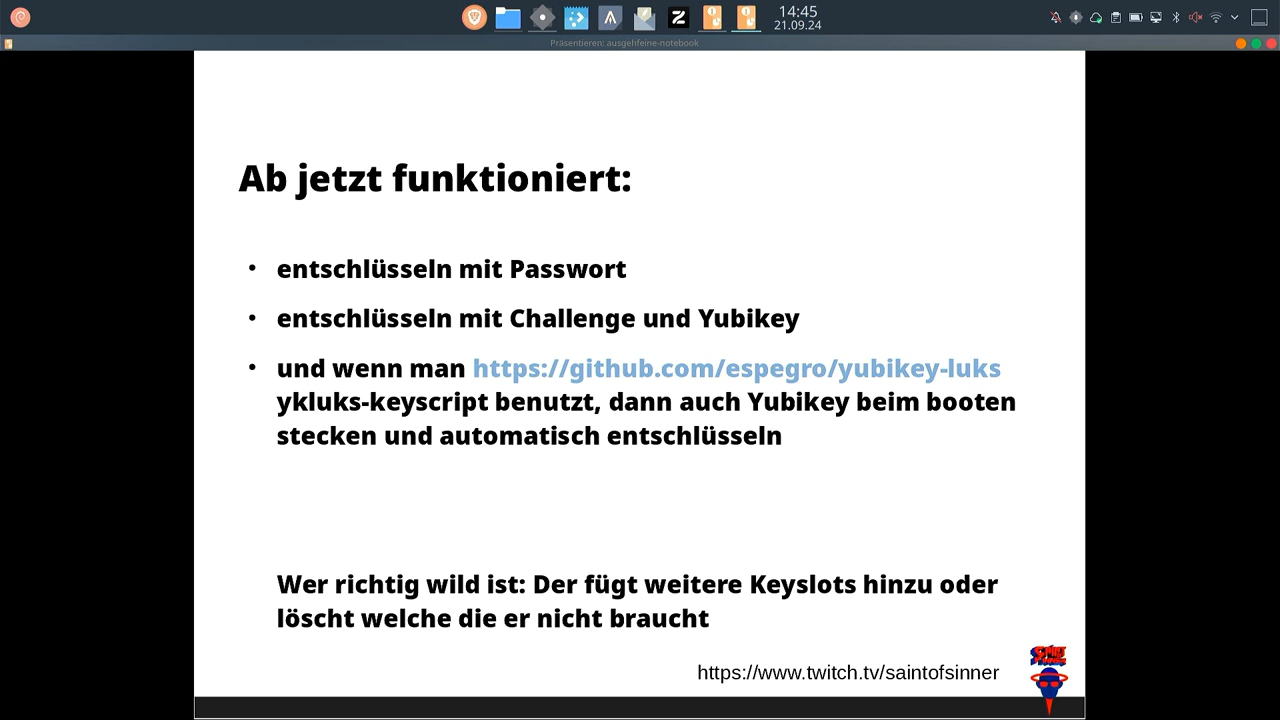 14:45
21.09.24
Präsentieren: ausgehfeine-notebook
Ab jetzt funktioniert:
• entschlüsseln mit Passwort
• entschlüsseln mit Challenge und Yubikey
• und wenn man https://github.com/espegro/yubikey-luks
ykluks-keyscript benutzt, dann auch Yubikey beim booten
stecken und automatisch entschlüsseln
Wer richtig wild ist: Der fügt weitere Keyslots hinzu oder
löscht welche die er nicht braucht
https://www.twitch.tv/saintofsinner